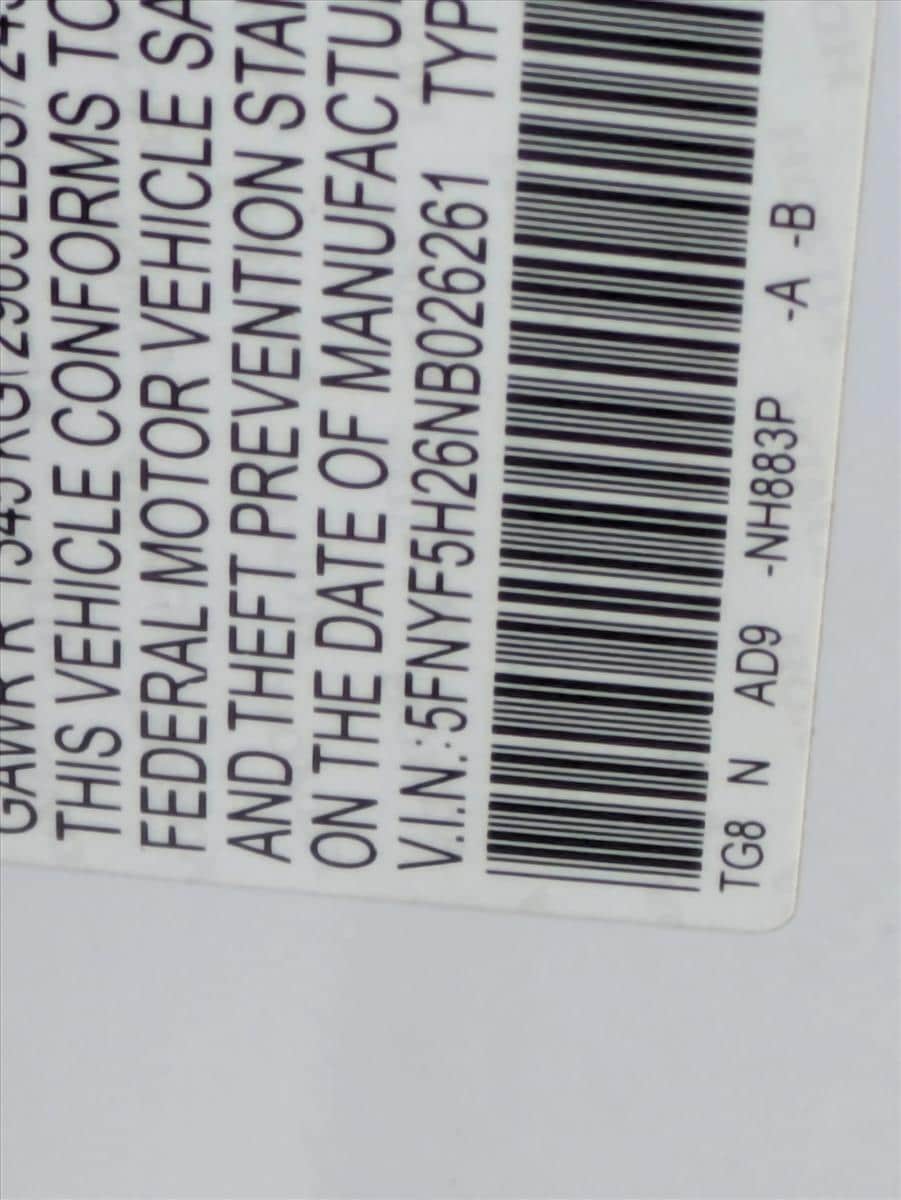 THIS VEHICLE CONFORMS TO
FEDERAL MOTOR VEHICLE SA
AND THEFT PREVENTION STA
ON THE DATE OF MANUFACTU
V.I.N.:5FNYF5H26NB026261 TYP
TG8 N AD9 -NH883P -A -B